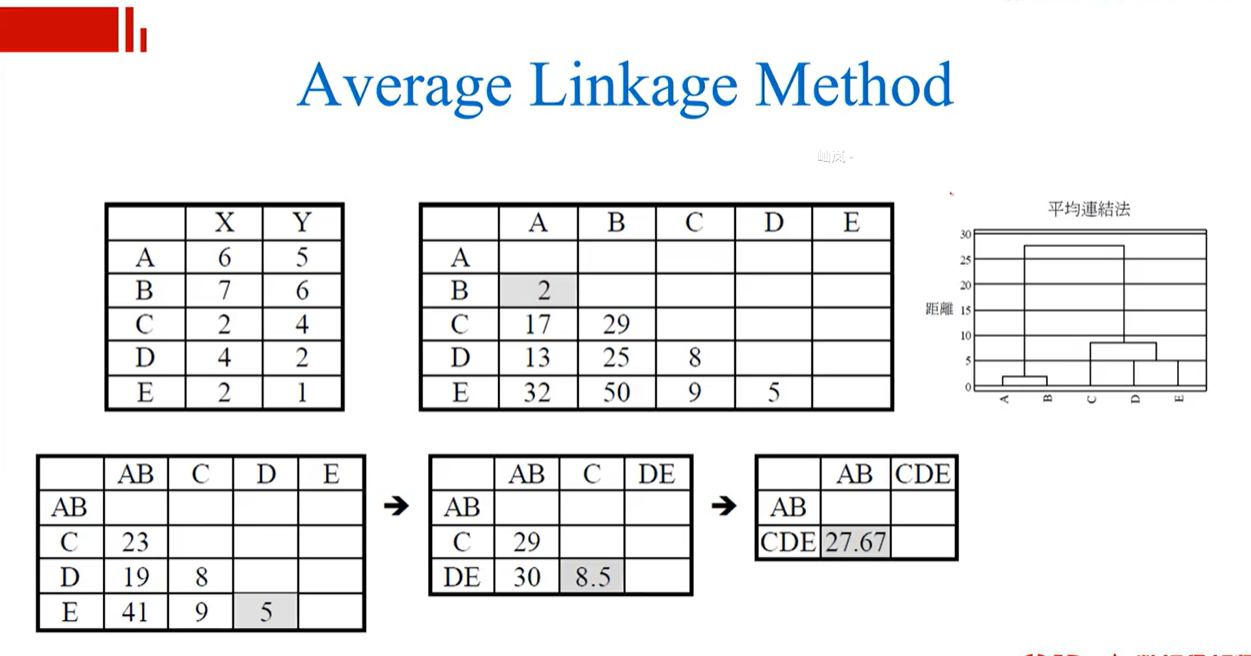 Average Linkage Method
X Y
A 6 5
B 7 6
C 2 4
D 4 2
E 2 1
A B C D E
A
B 2
C 17 29
D 13 25 8
E 32 50 9 5
平均連結法
距離
30
25
20
15
10
5
0
A B C D E
AB C D E
AB
C 23
D 19 8
E 41 9 5
➔
AB C DE
AB
C 29
DE 30 8.5
➔
AB CDE
AB
CDE 27.67